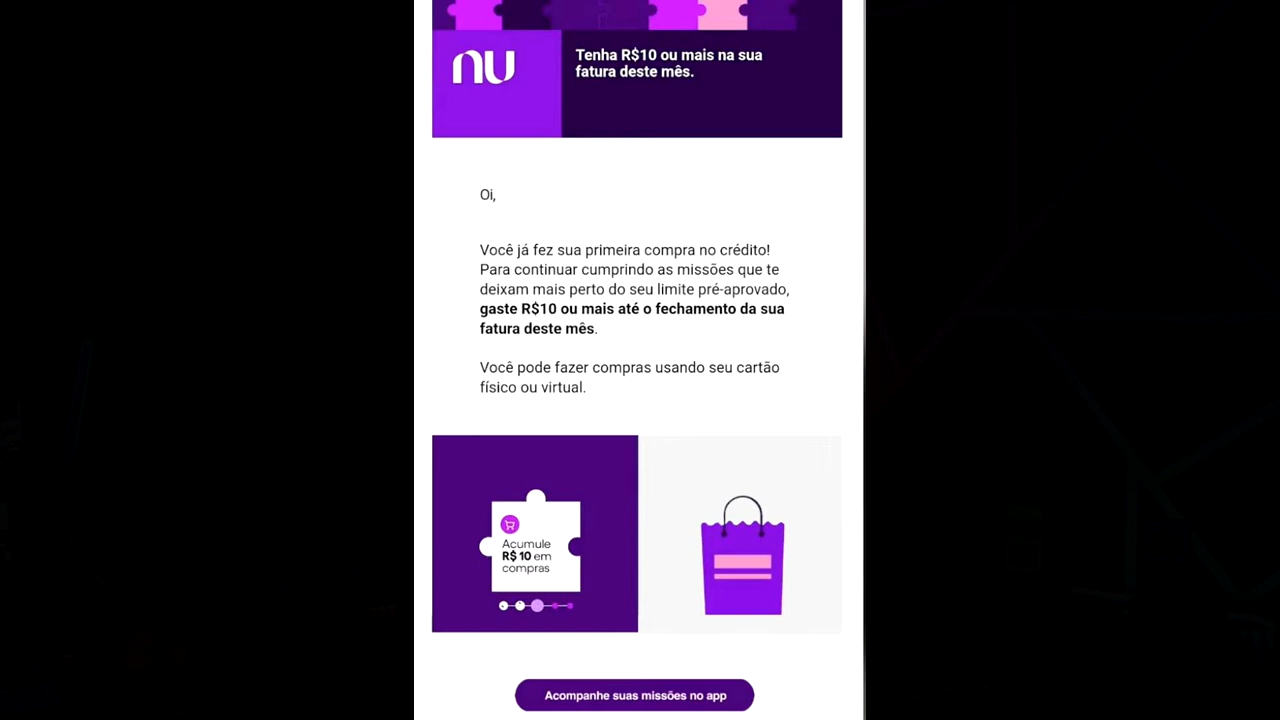 nu
Tenha R$10 ou mais na sua
fatura deste mês.
Oi,
Você já fez sua primeira compra no crédito!
Para continuar cumprindo as missões que te
deixam mais perto do seu limite pré-aprovado,
gaste R$10 ou mais até o fechamento da sua
fatura deste mês.
Você pode fazer compras usando seu cartão
físico ou virtual.
Acumule
R$ 10 em
compras
Acompanhe suas missões no app